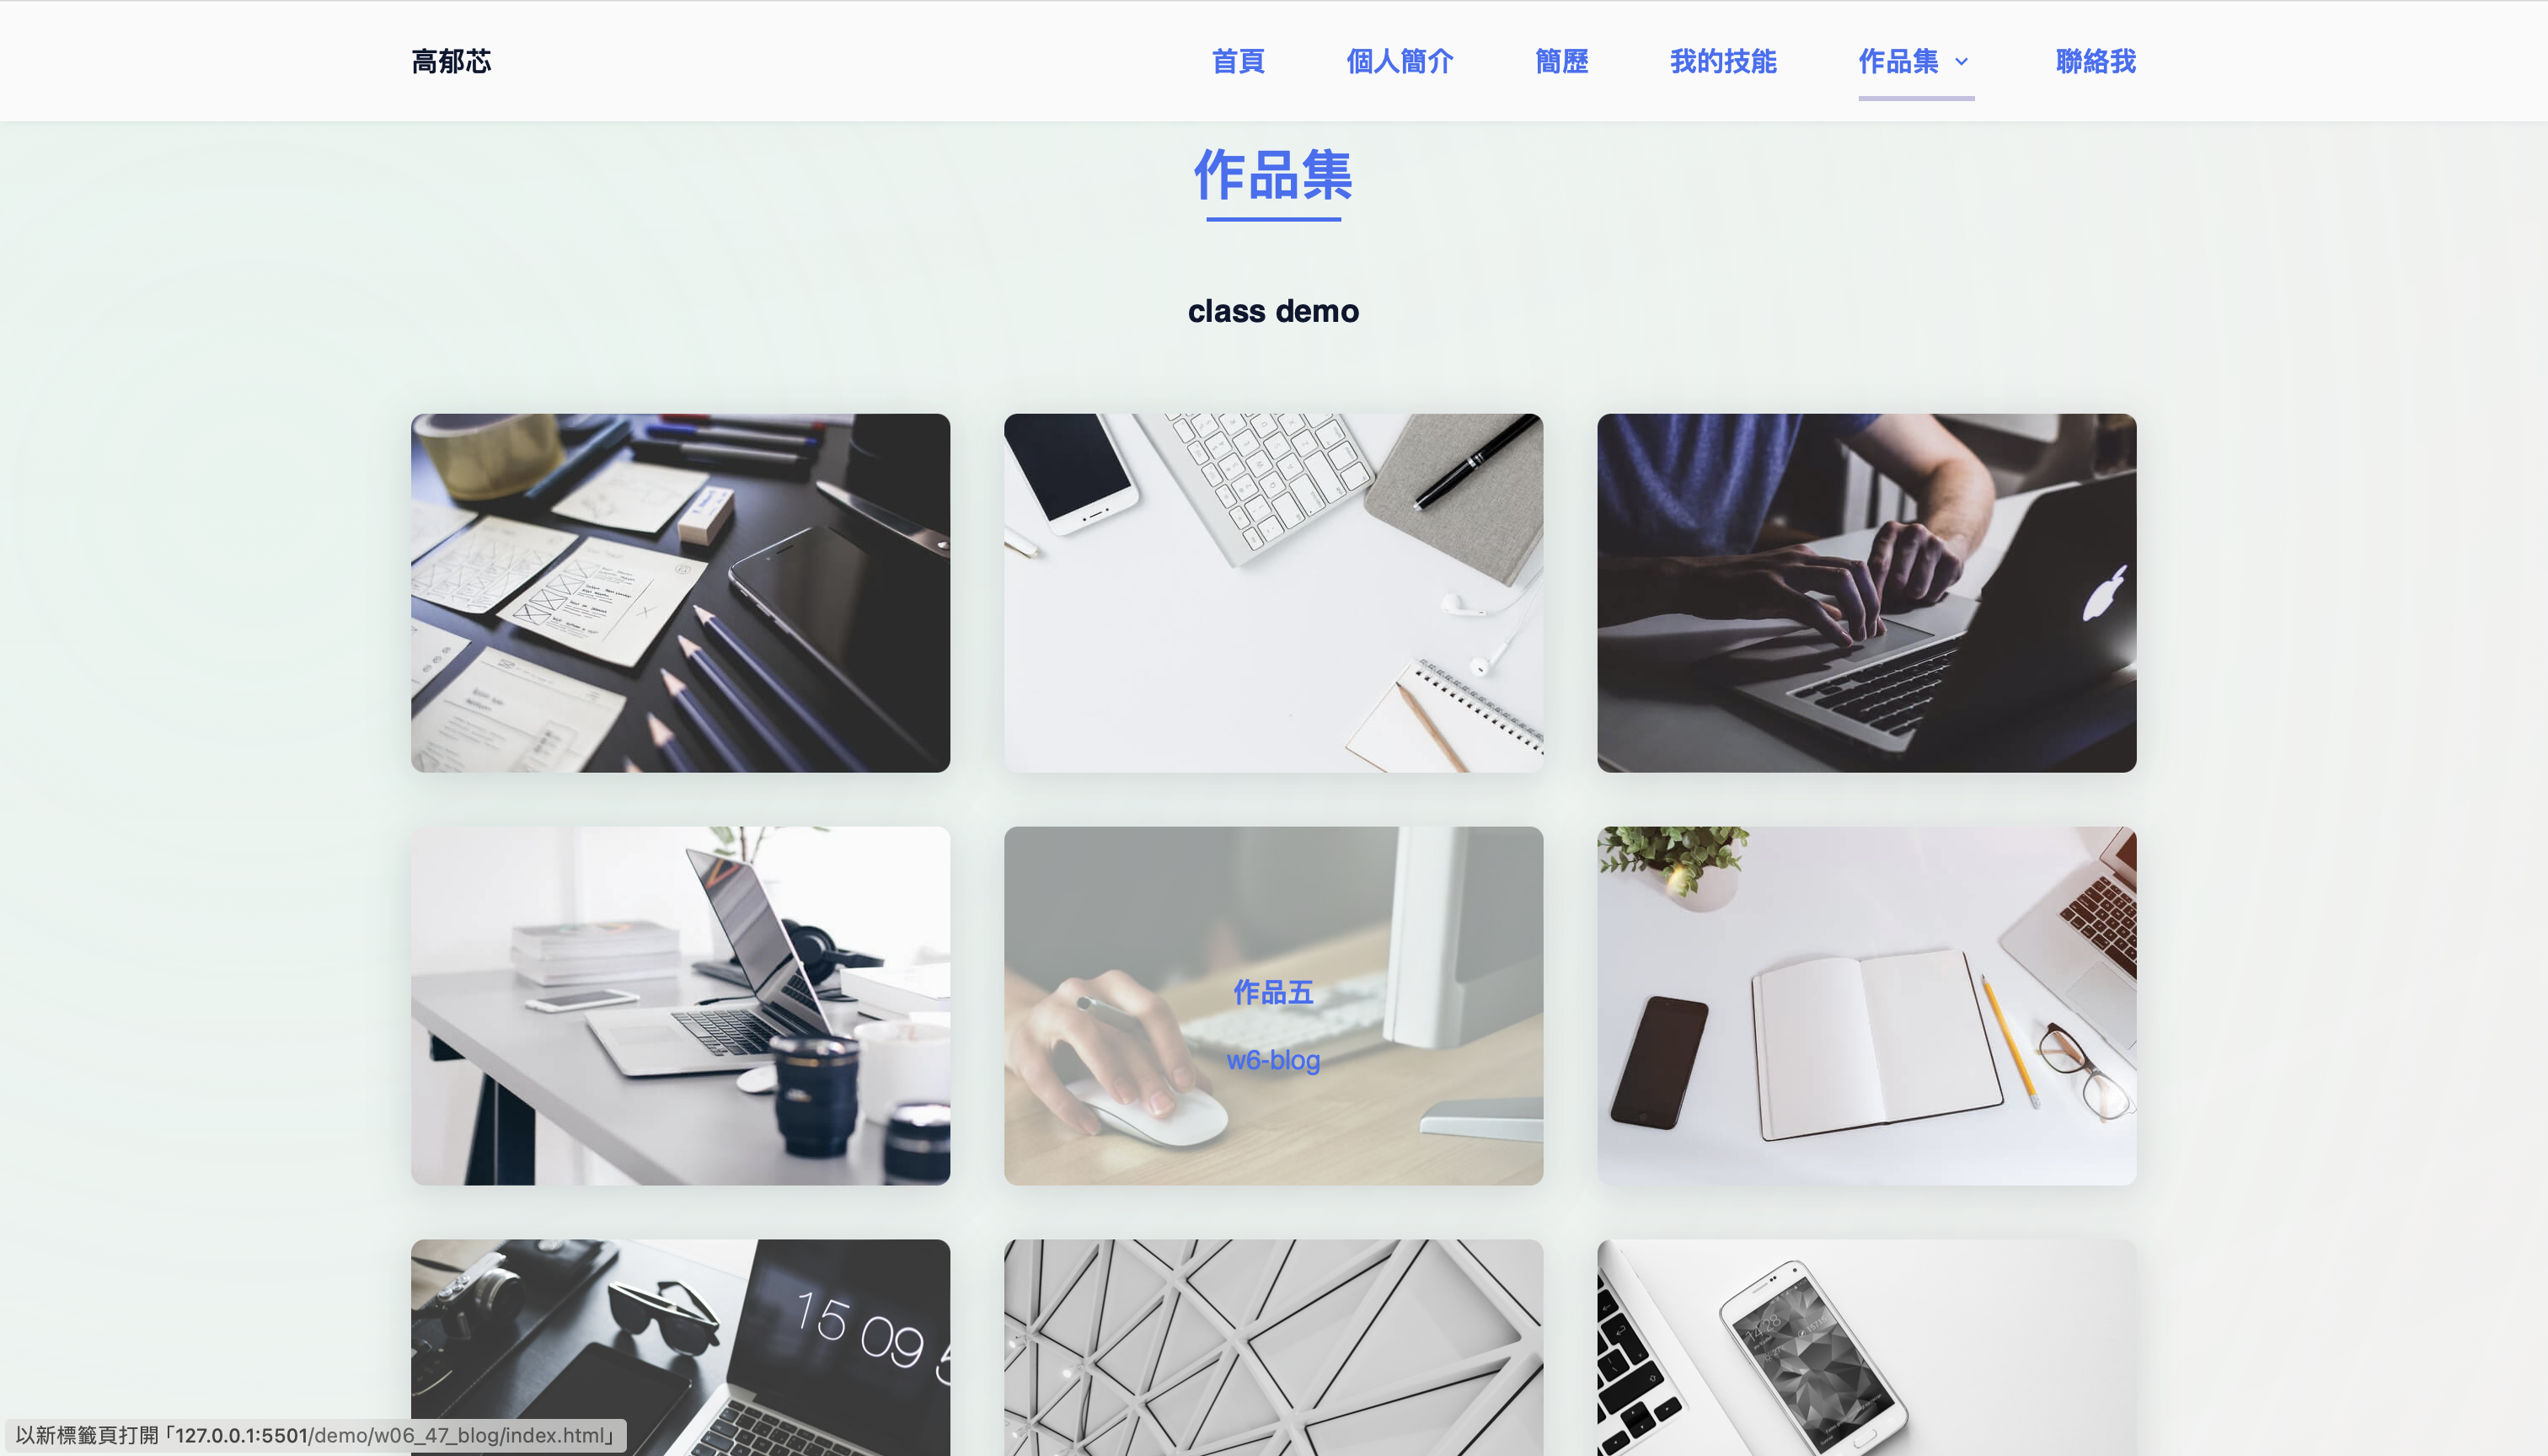 高郁芯
首頁 個人簡介 簡歷 我的技能 作品集 聯絡我
作品集
class demo
作品五
w6-blog
15 09
14:28
以新標籤頁打開「127.0.0.1:5501/demo/w06_47_blog/index.html」